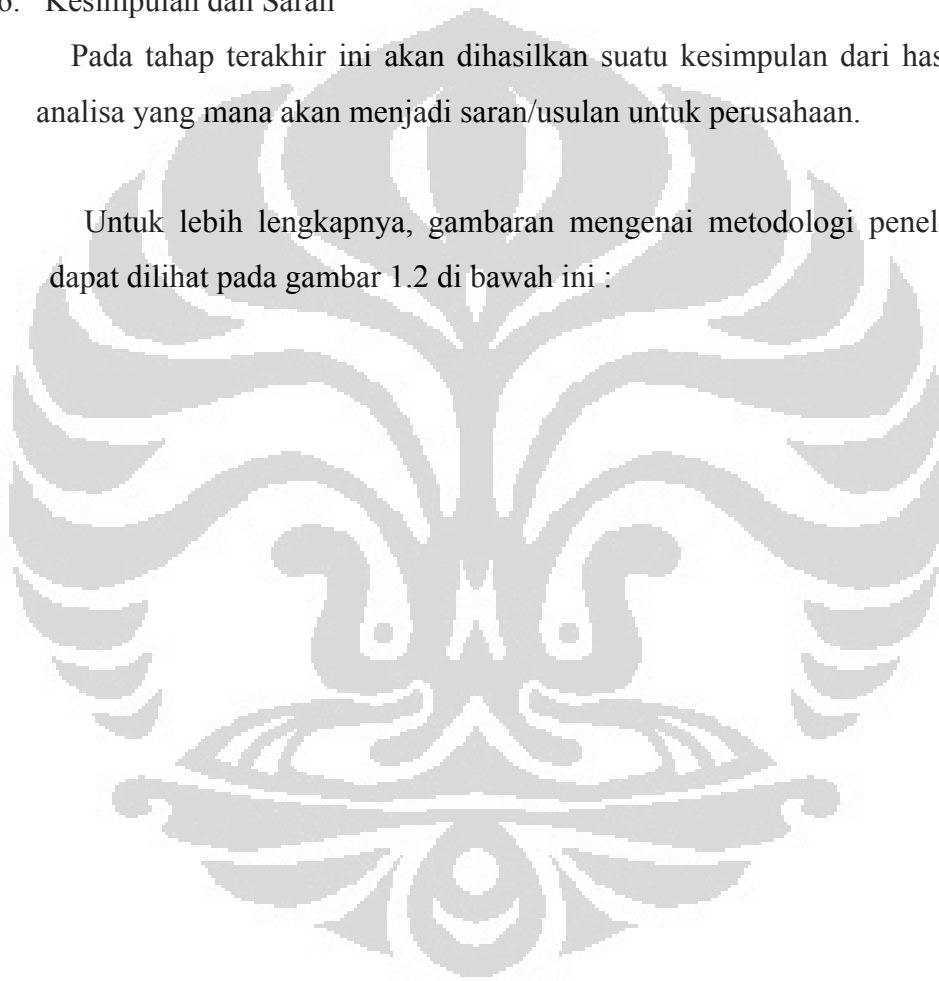 6. Kesimpulan dan Saran
Pada tahap terakhir ini akan dihasilkan suatu kesimpulan dari has
analisa yang mana akan menjadi saran/usulan untuk perusahaan.
Untuk lebih lengkapnya, gambaran mengenai metodologi penel
dapat dilihat pada gambar 1.2 di bawah ini :